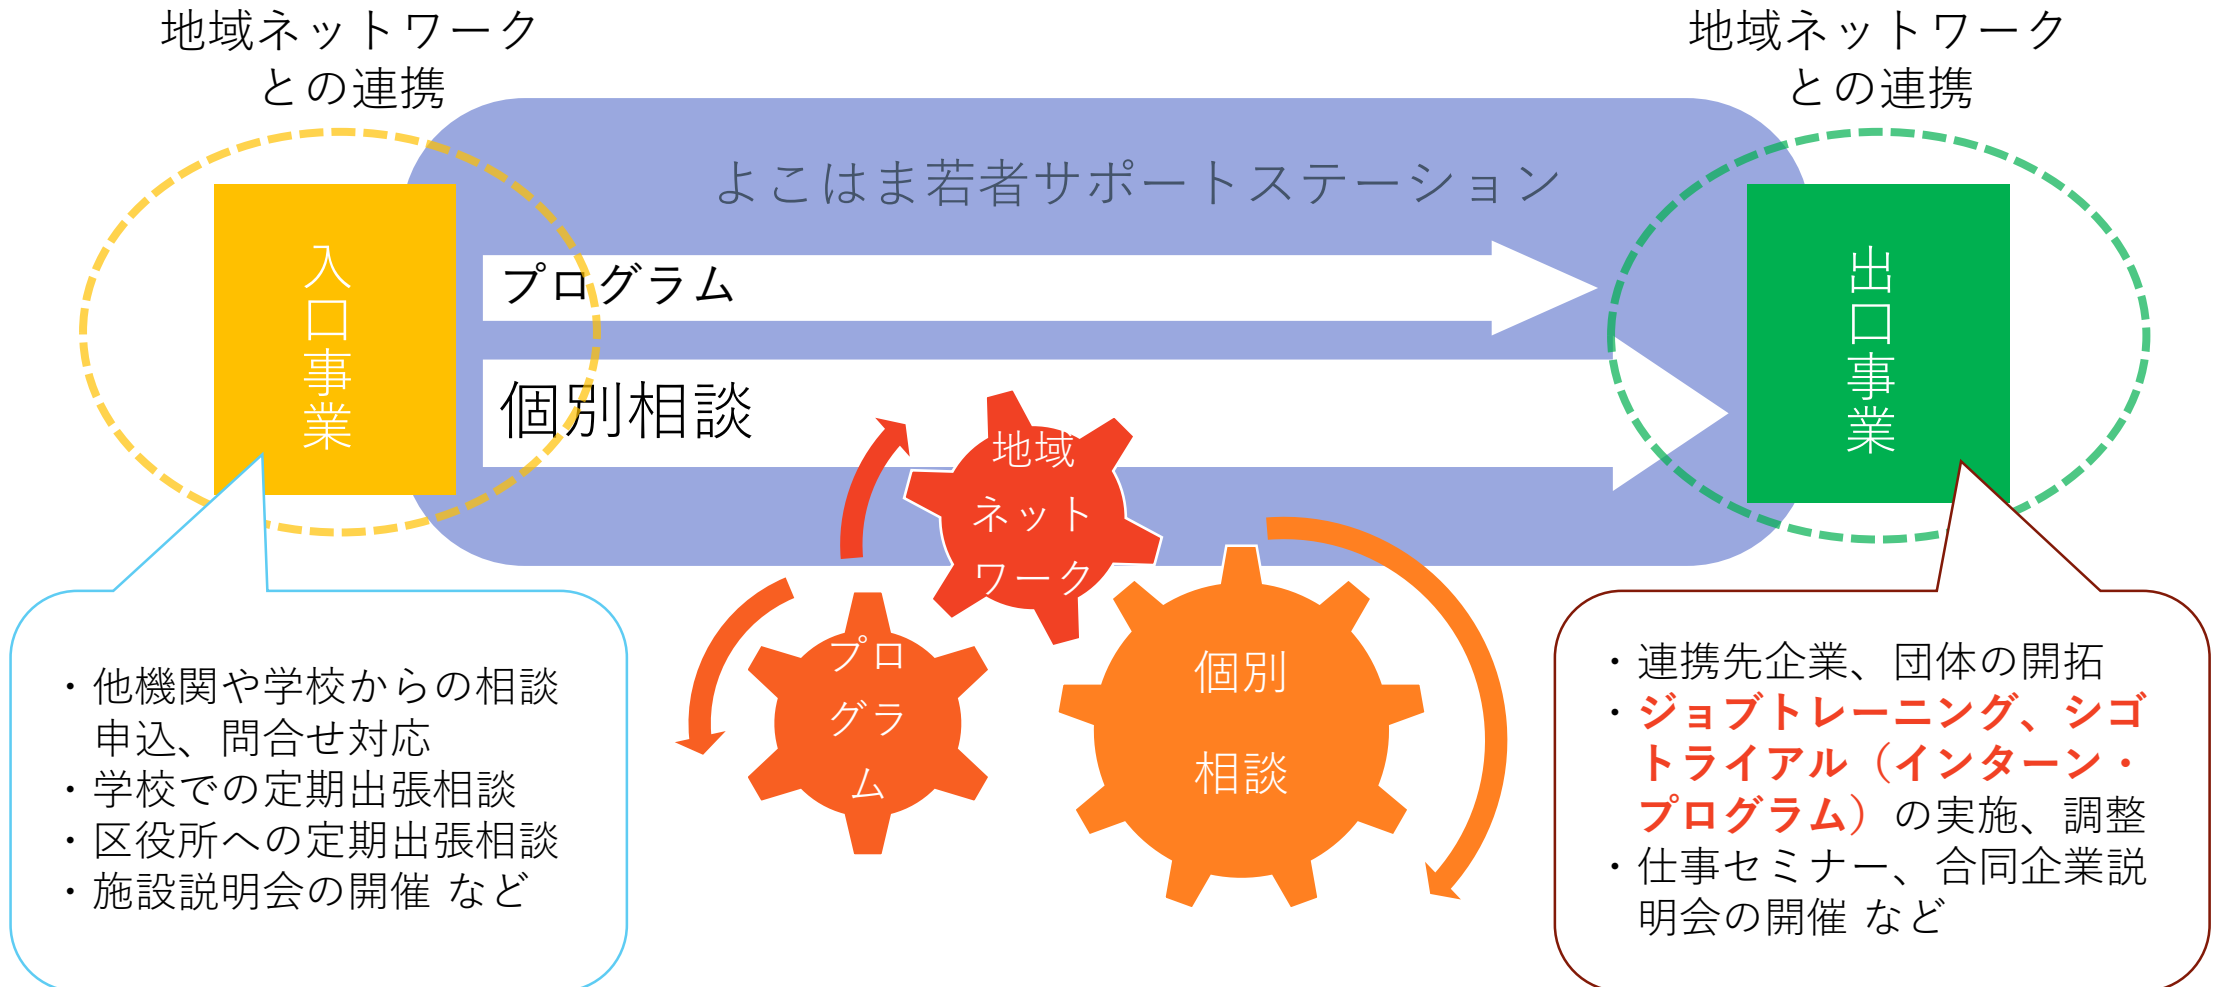 地域ネットワーク
との連携
地域ネットワーク
との連携
よこはま若者サポートステーション
入口事業
プログラム
個別相談
出口事業
地域
ネット
ワーク
プロ
グラ
ム
個別
相談
・他機関や学校からの相談
申込、問合せ対応
・学校での定期出張相談
・区役所への定期出張相談
・施設説明会の開催 など
・連携先企業、団体の開拓
・ジョブトレーニング、シゴ
トライアル（インターン・
プログラム）の実施、調整
・仕事セミナー、合同企業説
明会の開催 など